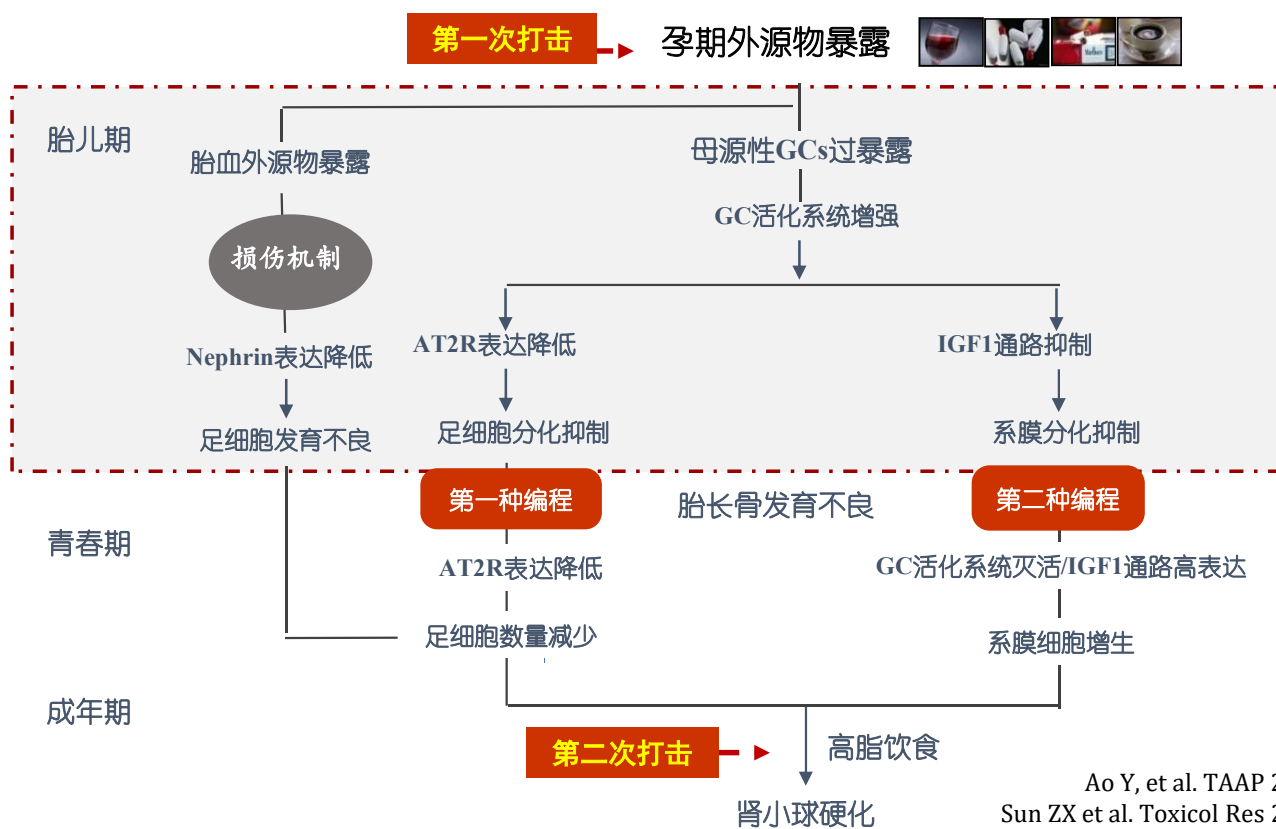 第一次打击
孕期外源物暴露
胎儿期
胎血外源物暴露
母源性GCs过暴露
GC活化系统增强
损伤机制
Nephrin表达降低
AT2R表达降低
IGF1通路抑制
足细胞发育不良
足细胞分化抑制
系膜分化抑制
第一种编程
胎长骨发育不良
第二种编程
青春期
AT2R表达降低
GC活化系统灭活/IGF1通路高表达
足细胞数量减少
系膜细胞增生
成年期
第二次打击
高脂饮食
肾小球硬化
Ao Y, et al. TAAP 2
Sun ZX et al. Toxicol Res 2